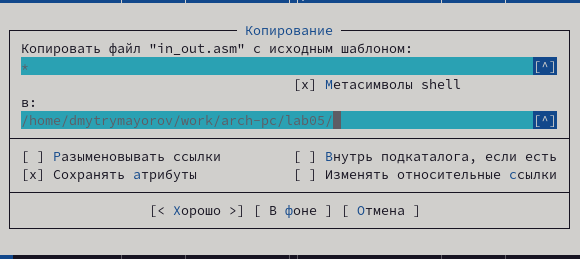 Копирование
Копировать файл "in_out.asm" с исходным шаблоном:
* [^]
[x] Метасимволы shell
в:
/home/dmytrymayorov/work/arch-pc/lab05/ [^]
[ ] Разыменовывать ссылки [ ] Внутрь подкаталога, если есть
[x] Сохранять атрибуты [ ] Изменять относительные ссылки
[< Хорошо >] [ В фоне ] [ Отмена ]